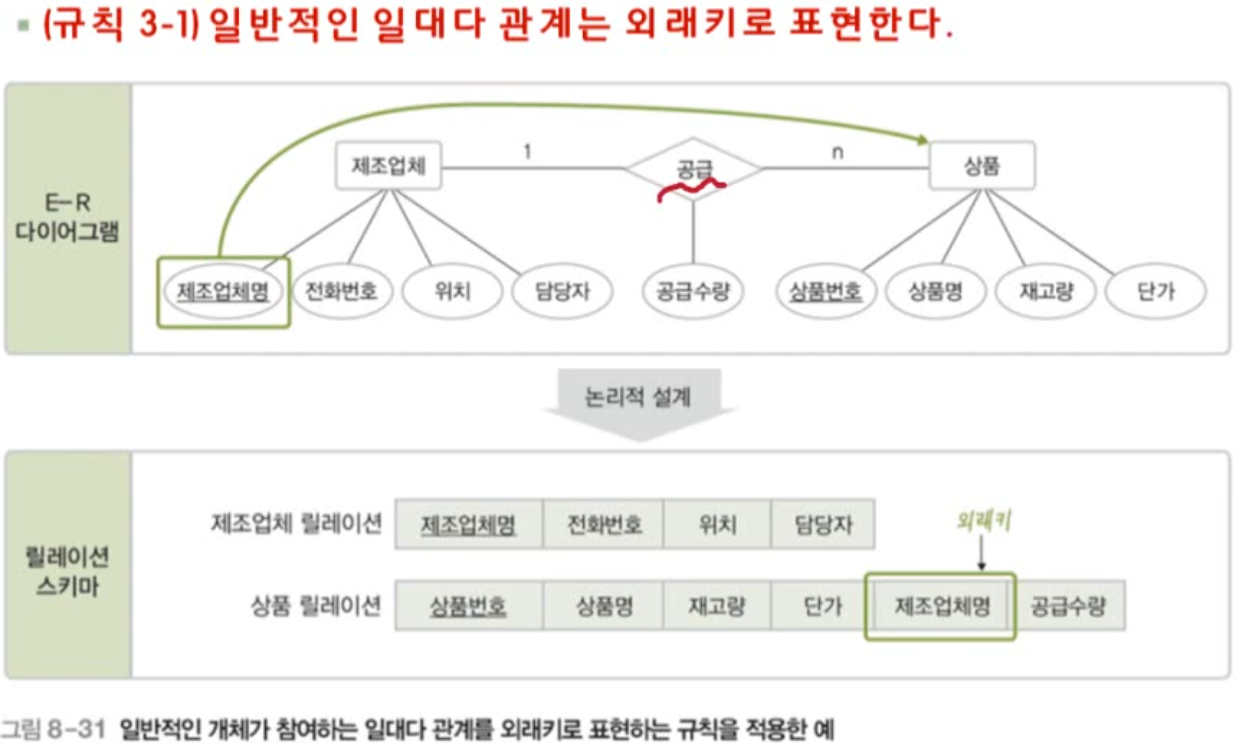 (규칙 3-1) 일반적인 일대다 관계는 외래키로 표현한다.
E-R
다이어그램
제조업체 1 공급 n 상품
제조업체명 전화번호 위치 담당자 공급수량 상품번호 상품명 재고량 단가
논리적 설계
릴레이션
스키마
제조업체 릴레이션 제조업체명 전화번호 위치 담당자
외래키
상품 릴레이션 상품번호 상품명 재고량 단가 제조업체명 공급수량
그림 8-31 일반적인 개체가 참여하는 일대다 관계를 외래키로 표현하는 규칙을 적용한 예